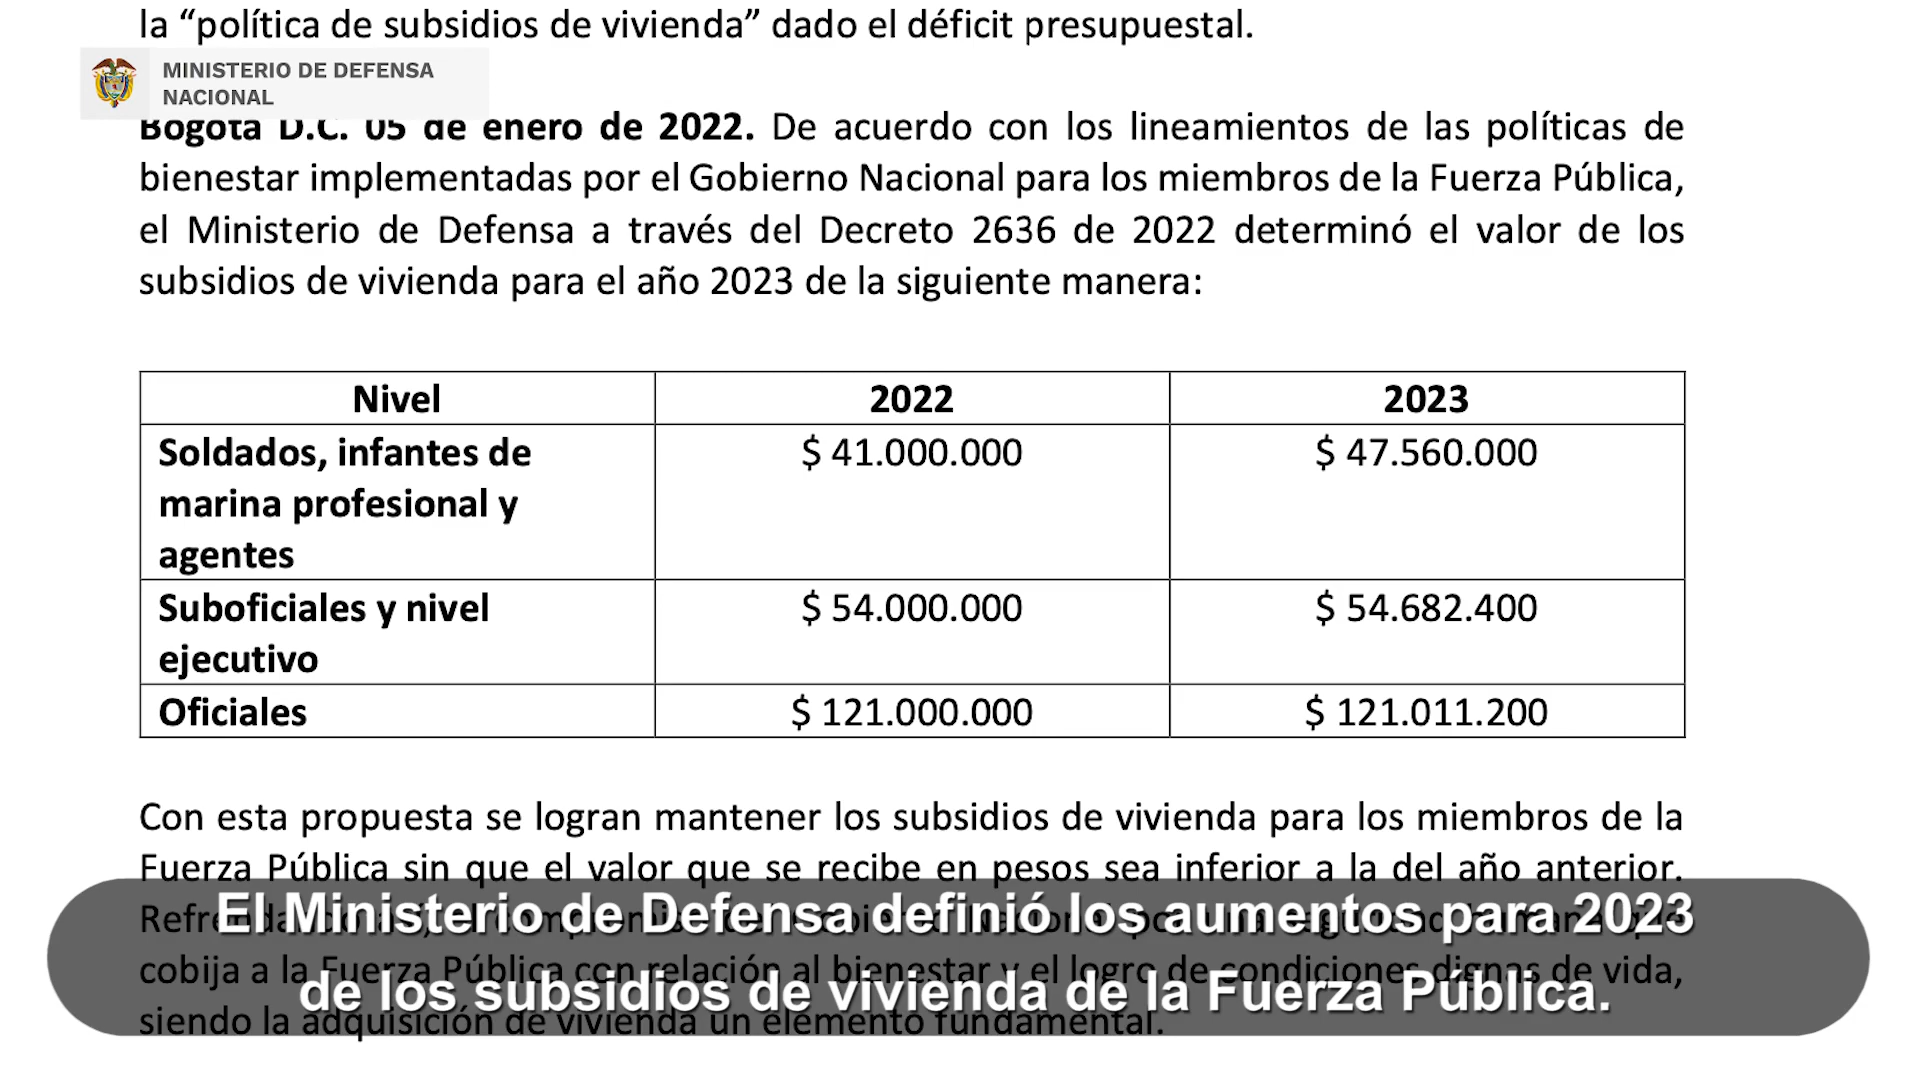 la “política de subsidios de vivienda” dado el déficit presupuestal.
MINISTERIO DE DEFENSA
NACIONAL
Bogotá D.C. 05 de enero de 2022. De acuerdo con los lineamientos de las políticas de
bienestar implementadas por el Gobierno Nacional para los miembros de la Fuerza Pública,
el Ministerio de Defensa a través del Decreto 2636 de 2022 determinó el valor de los
subsidios de vivienda para el año 2023 de la siguiente manera:
Nivel 2022 2023
Soldados, infantes de $ 41.000.000 $ 47.560.000
marina profesional y
agentes
Suboficiales y nivel $ 54.000.000 $ 54.682.400
ejecutivo
Oficiales $ 121.000.000 $ 121.011.200
Con esta propuesta se logran mantener los subsidios de vivienda para los miembros de la
Fuerza Pública sin que el valor que se recibe en pesos sea inferior a la del año anterior.
El Ministerio de Defensa definió los aumentos para 2023
cobija a la Fuerza Pública con relación al bienestar y el logro de condiciones dignas de vida,
de los subsidios de vivienda de la Fuerza Pública.
siendo la adquisición de vivienda un elemento fundamental.